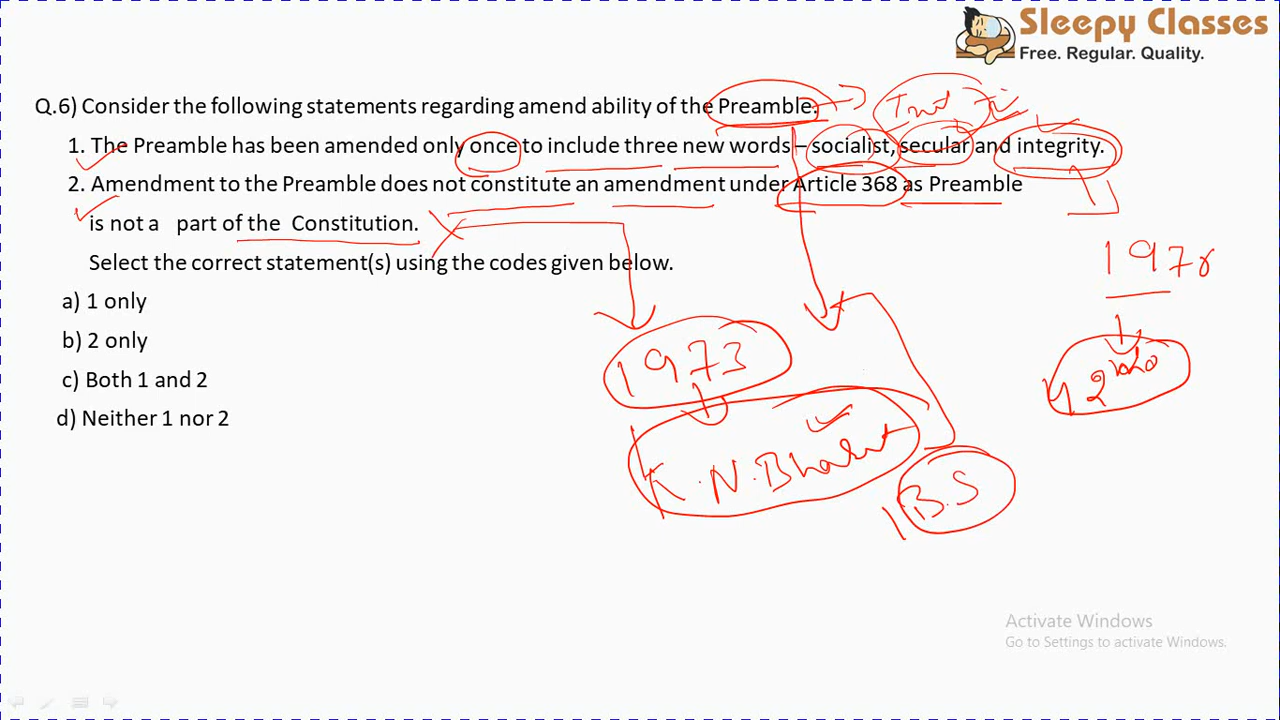 Sleepy Classes
Free. Regular. Quality.
Q.6) Consider the following statements regarding amend ability of the Preamble.
1. The Preamble has been amended only once to include three new words – socialist, secular and integrity.
2. Amendment to the Preamble does not constitute an amendment under Article 368 as Preamble
is not a part of the Constitution.
Select the correct statement(s) using the codes given below.
a) 1 only
b) 2 only
c) Both 1 and 2
d) Neither 1 nor 2
1973
K.N.Bharti
B.S
197
42nd
Activate Windows
Go to Settings to activate Windows.